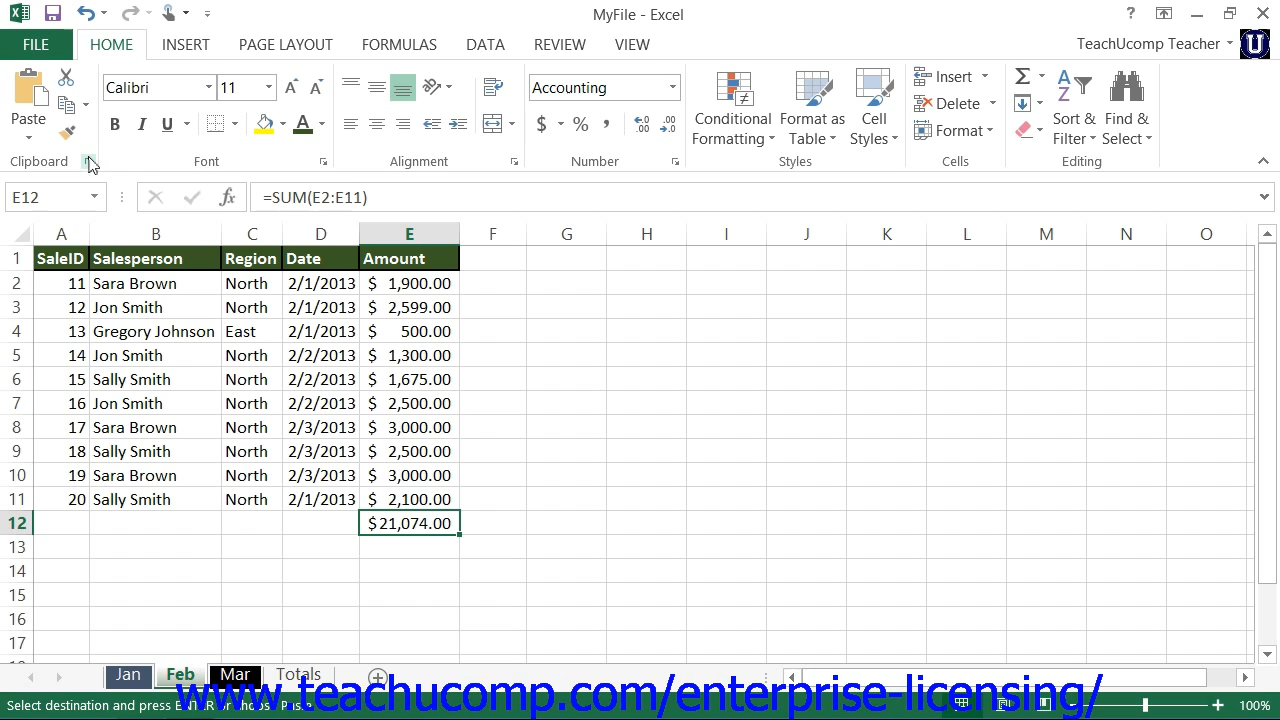 MyFile - Excel
?
FILE HOME INSERT PAGE LAYOUT FORMULAS DATA REVIEW VIEW TeachUcomp Teacher U
Paste
Calibri 11 A A
B I U A
Accounting
$ % ,
Conditional Formatting
Format as Table
Cell Styles
Insert
Delete
Format
Σ
Sort & Filter
Find & Select
Clipboard Font Alignment Number Styles Cells Editing
E12 fx =SUM(E2:E11)
A B C D E F G H I J K L M N O
1 SaleID Salesperson Region Date Amount
2 11 Sara Brown North 2/1/2013 $ 1,900.00
3 12 Jon Smith North 2/1/2013 $ 2,599.00
4 13 Gregory Johnson East 2/1/2013 $ 500.00
5 14 Jon Smith North 2/2/2013 $ 1,300.00
6 15 Sally Smith North 2/2/2013 $ 1,675.00
7 16 Jon Smith North 2/2/2013 $ 2,500.00
8 17 Sara Brown North 2/3/2013 $ 3,000.00
9 18 Sally Smith North 2/3/2013 $ 2,500.00
10 19 Sara Brown North 2/3/2013 $ 3,000.00
11 20 Sally Smith North 2/1/2013 $ 2,100.00
12 $21,074.00
13
14
15
16
17
Jan Feb Mar Totals
www.teachucomp.com/enterprise-licensing/
Select destination and press Paste 100%